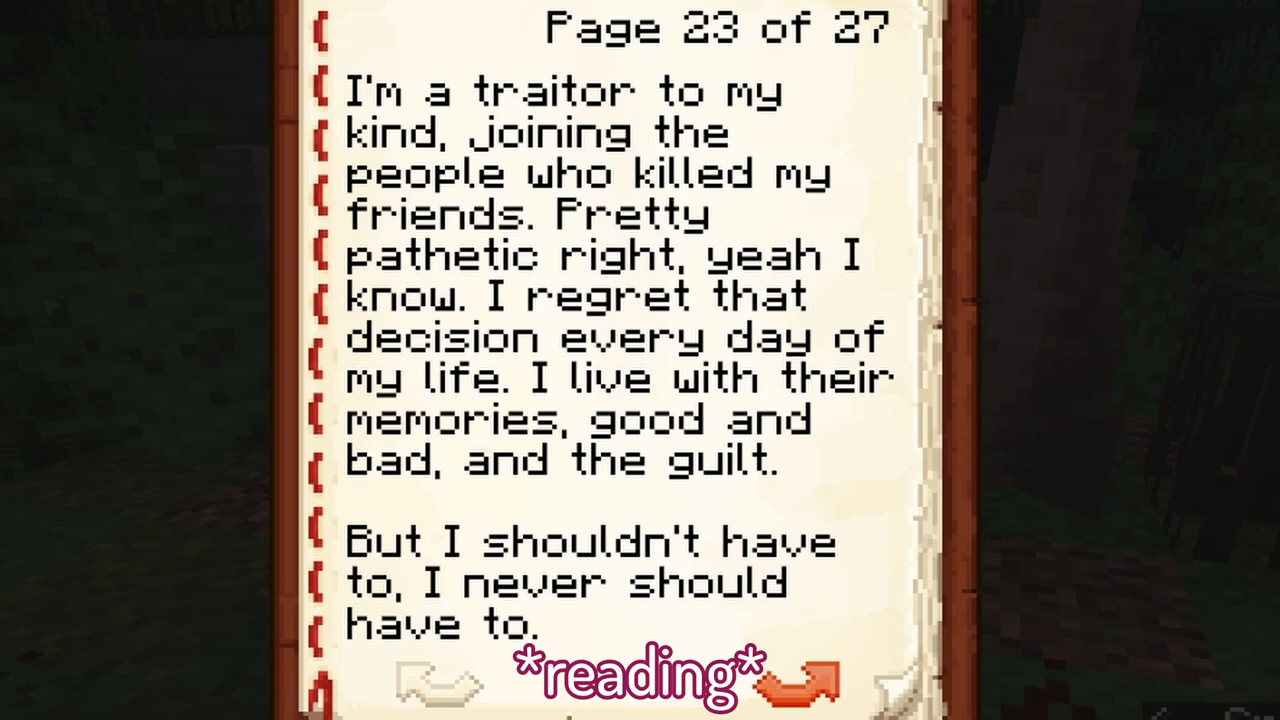 Page 23 of 27
I'm a traitor to my
kind, joining the
people who killed my
friends. Pretty
pathetic right, yeah I
know. I regret that
decision every day of
my life. I live with their
memories, good and
bad, and the guilt.
But I shouldn't have
to, I never should
have to.
*reading*